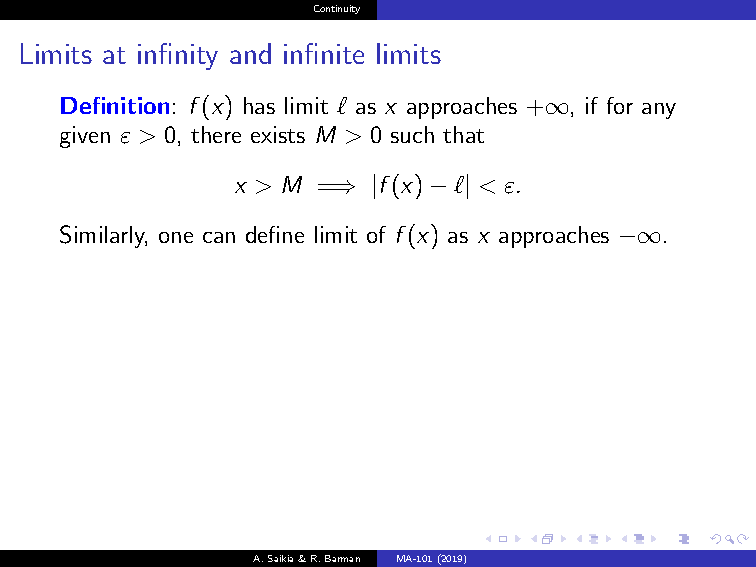 Continuity
Limits at infinity and infinite limits
Definition: f(x) has limit ℓ as x approaches +∞, if for any
given ε > 0, there exists M > 0 such that
x > M ⟹ |f(x) − ℓ| < ε.
Similarly, one can define limit of f(x) as x approaches −∞.
A. Saikia & R. Barman MA-101 (2019)